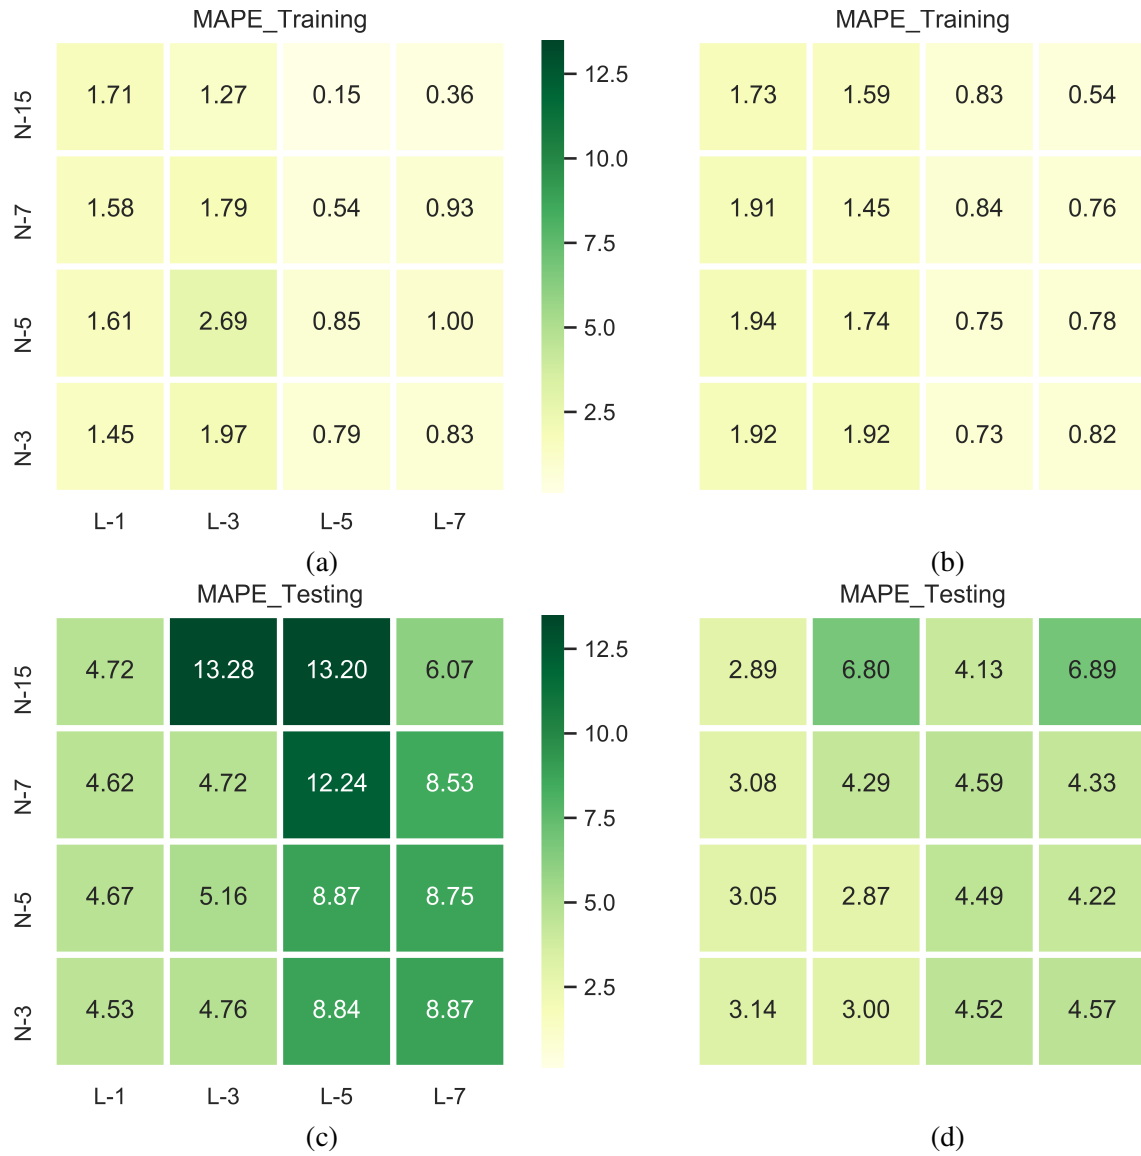 MAPE_Training
N-15 1.71 1.27 0.15 0.36
N-7 1.58 1.79 0.54 0.93
N-5 1.61 2.69 0.85 1.00
N-3 1.45 1.97 0.79 0.83
L-1 L-3 L-5 L-7
12.5
10.0
7.5
5.0
2.5
(a)
MAPE_Training
1.73 1.59 0.83 0.54
1.91 1.45 0.84 0.76
1.94 1.74 0.75 0.78
1.92 1.92 0.73 0.82
(b)
MAPE_Testing
N-15 4.72 13.28 13.20 6.07
N-7 4.62 4.72 12.24 8.53
N-5 4.67 5.16 8.87 8.75
N-3 4.53 4.76 8.84 8.87
L-1 L-3 L-5 L-7
12.5
10.0
7.5
5.0
2.5
(c)
MAPE_Testing
2.89 6.80 4.13 6.89
3.08 4.29 4.59 4.33
3.05 2.87 4.49 4.22
3.14 3.00 4.52 4.57
(d)